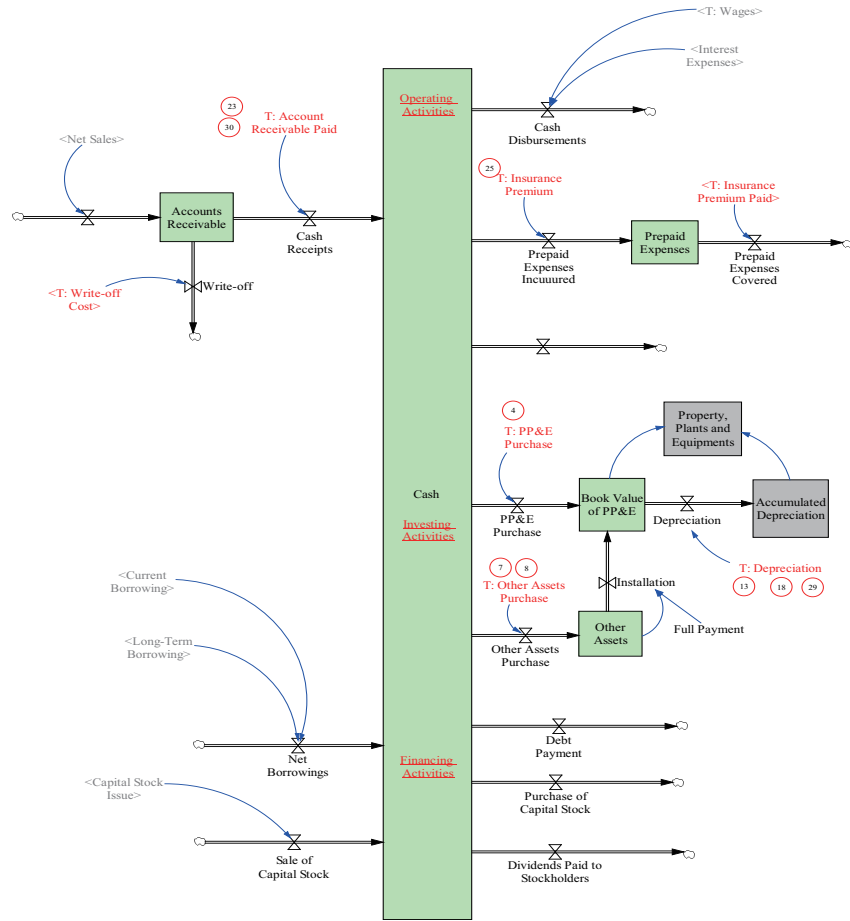 <T: Wages>
<Interest
Expenses>
Operating
Activities
Cash
Disbursements
23
30
T: Account
Receivable Paid
<Net Sales>
Accounts
Receivable
Cash
Receipts
<T: Write-off
Cost>
Write-off
25
T: Insurance
Premium
<T: Insurance
Premium Paid>
Prepaid
Expenses
Prepaid
Expenses
Incuuured
Prepaid
Expenses
Covered
4
T: PP&E
Purchase
Property,
Plants and
Equipments
Cash
Investing
Activities
PP&E
Purchase
Book Value
of PP&E
Depreciation
Accumulated
Depreciation
7
8
T: Other Assets
Purchase
Installation
T: Depreciation
13
18
29
Other Assets
Purchase
Other
Assets
Full Payment
<Current
Borrowing>
<Long-Term
Borrowing>
Net
Borrowings
Financing
Activities
Debt
Payment
<Capital Stock
Issue>
Purchase of
Capital Stock
Sale of
Capital Stock
Dividends Paid to
Stockholders